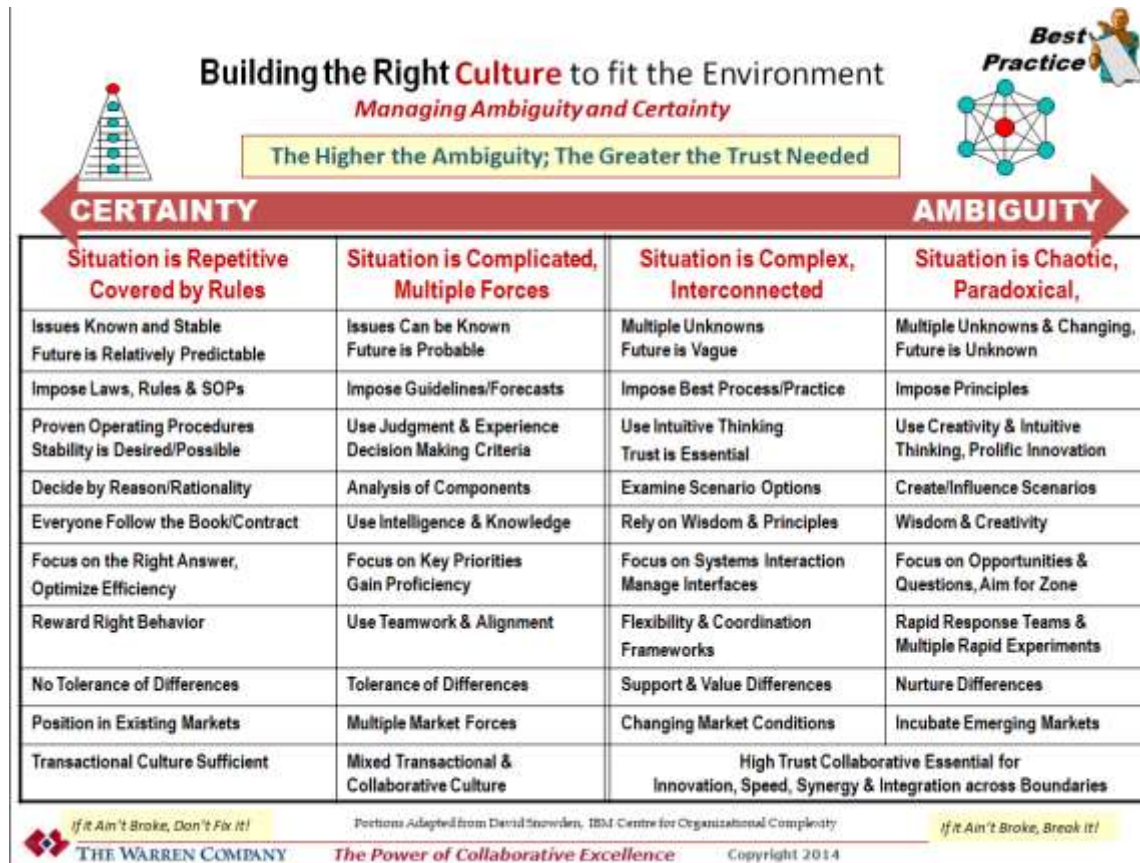 Best
Practice
Building the Right Culture to fit the Environment
Managing Ambiguity and Certainty
The Higher the Ambiguity; The Greater the Trust Needed
CERTAINTY
AMBIGUITY
Situation is Repetitive
Covered by Rules
Situation is Complicated,
Multiple Forces
Situation is Complex,
Interconnected
Situation is Chaotic,
Paradoxical,
Issues Known and Stable
Future is Relatively Predictable
Issues Can be Known
Future is Probable
Multiple Unknowns
Future is Vague
Multiple Unknowns & Changing,
Future is Unknown
Impose Laws, Rules & SOPs
Impose Guidelines/Forecasts
Impose Best Process/Practice
Impose Principles
Proven Operating Procedures
Stability is Desired/Possible
Use Judgment & Experience
Decision Making Criteria
Use Intuitive Thinking
Trust is Essential
Use Creativity & Intuitive
Thinking, Prolific Innovation
Decide by Reason/Rationality
Analysis of Components
Examine Scenario Options
Create/Influence Scenarios
Everyone Follow the Book/Contract
Use Intelligence & Knowledge
Rely on Wisdom & Principles
Wisdom & Creativity
Focus on the Right Answer,
Optimize Efficiency
Focus on Key Priorities
Gain Proficiency
Focus on Systems Interaction
Manage Interfaces
Focus on Opportunities &
Questions, Aim for Zone
Reward Right Behavior
Use Teamwork & Alignment
Flexibility & Coordination
Frameworks
Rapid Response Teams &
Multiple Rapid Experiments
No Tolerance of Differences
Tolerance of Differences
Support & Value Differences
Nurture Differences
Position in Existing Markets
Multiple Market Forces
Changing Market Conditions
Incubate Emerging Markets
Transactional Culture Sufficient
Mixed Transactional &
Collaborative Culture
High Trust Collaborative Essential for
Innovation, Speed, Synergy & Integration across Boundaries
If it Ain't Broke, Don't Fix it!
Portions Adapted from David Snowden, IBM Centre for Organizational Complexity
If it Ain't Broke, Break it!
THE WARREN COMPANY
The Power of Collaborative Excellence
Copyright 2014